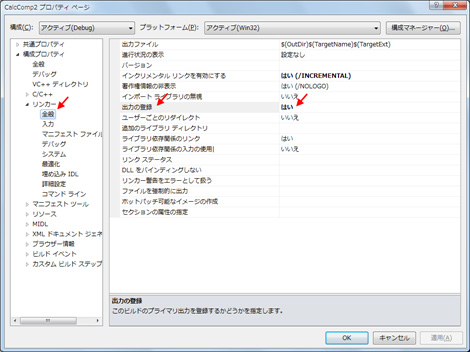 CalcComp2 プロパティ ページ
構成(C): アクティブ(Debug) プラットフォーム(P): アクティブ(Win32) 構成マネージャー(O)...
共通プロパティ
構成プロパティ
全般
デバッグ
VC++ ディレクトリ
C/C++
リンカー
全般
入力
マニフェスト ファイル
デバッグ
システム
最適化
埋め込み IDL
詳細設定
コマンド ライン
マニフェスト ツール
リソース
MIDL
XML ドキュメント ジェネ
ブラウザー情報
ビルド イベント
カスタム ビルド ステップ
出力ファイル $(OutDir)$(TargetName)$(TargetExt)
進行状況の表示 設定なし
バージョン
インクリメンタル リンクを有効にする はい (/INCREMENTAL)
著作権情報の非表示 はい (/NOLOGO)
インポート ライブラリの無視 いいえ
出力の登録 はい
ユーザーごとのリダイレクト いいえ
追加のライブラリ ディレクトリ
ライブラリ依存関係のリンク はい
ライブラリ依存関係の入力の使用 いいえ
リンク ステータス
DLL をバインディングしない
リンカー警告をエラーとして扱う
ファイルを強制的に出力
ホットパッチ可能なイメージの作成
セクションの属性の指定
出力の登録
このビルドのプライマリ出力を登録するかどうかを指定します。
OK キャンセル 適用(A)